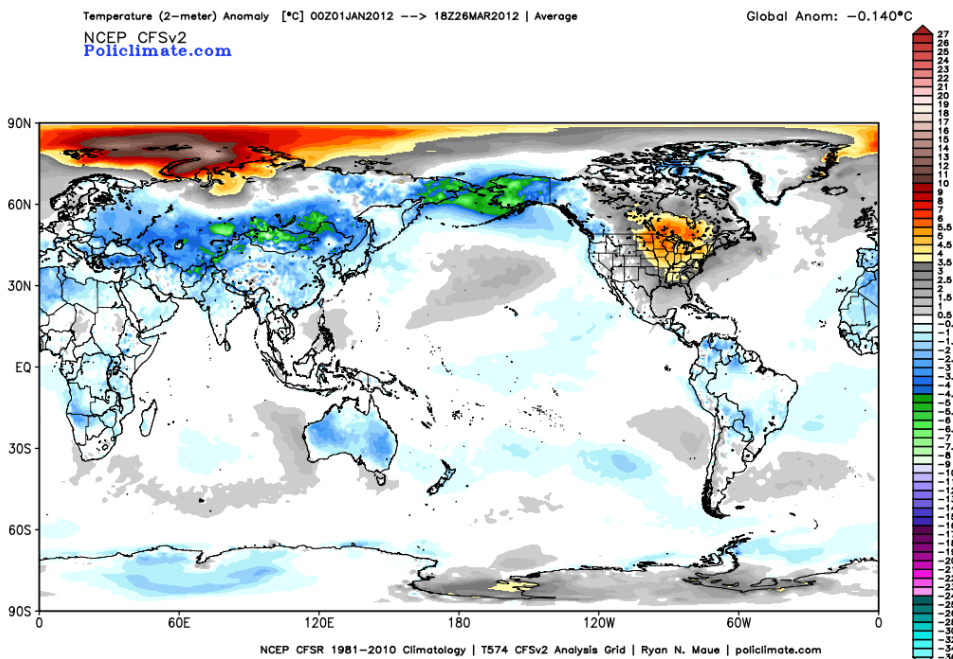 Temperature (2-meter) Anomaly [°C] 00Z01JAN2012 --> 18Z26MAR2012 | Average
Global Anom: -0.140°C
NCEP CFSv2
Policlimate.com
27
26
25
24
23
22
21
20
19
18
17
16
15
14
13
12
11
10
9
8
7
6
5.5
5
4.5
4
3.5
3
2.5
2
1.5
1
0.5
90N
60N
30N
EQ
30S
60S
90S
0 60E 120E 180 120W 60W 0
NCEP CFSR 1981-2010 Climatology | T574 CFSv2 Analysis Grid | Ryan N. Maue | policlimate.com